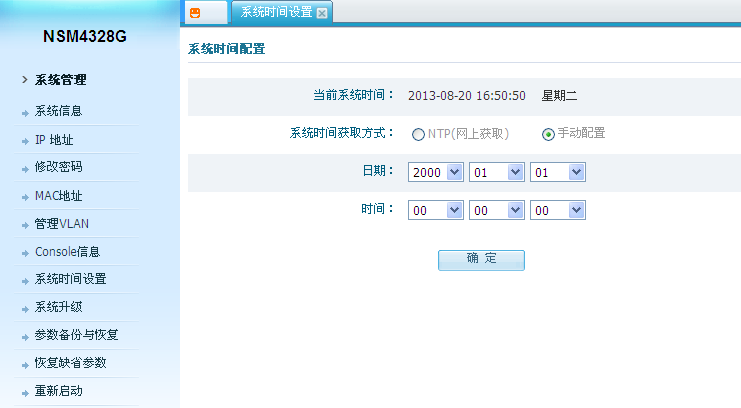 NSM4328G
系统管理
系统信息
IP 地址
修改密码
MAC地址
管理VLAN
Console信息
系统时间设置
系统升级
参数备份与恢复
恢复缺省参数
重新启动
系统时间设置
系统时间配置
当前系统时间： 2013-08-20 16:50:50 星期二
系统时间获取方式： NTP(网上获取) 手动配置
日期： 2000 01 01
时间： 00 00 00
确 定